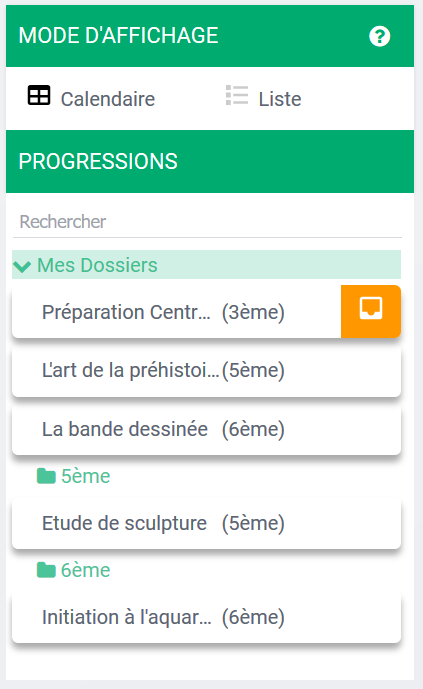 MODE D'AFFICHAGE
Calendaire Liste
PROGRESSIONS
Rechercher
Mes Dossiers
Préparation Centr... (3ème)
L'art de la préhistoi... (5ème)
La bande dessinée (6ème)
5ème
Etude de sculpture (5ème)
6ème
Initiation à l'aquar... (6ème)